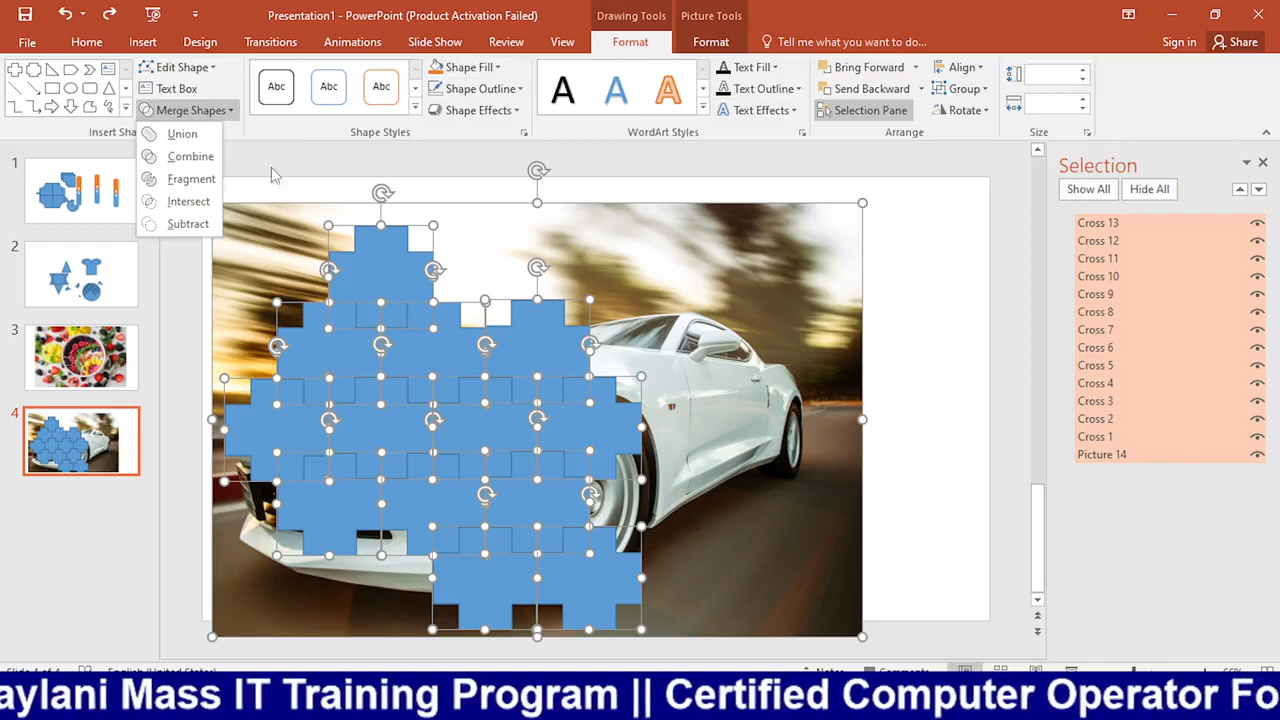 Presentation1 - PowerPoint (Product Activation Failed)
Drawing Tools
Picture Tools
File
Home
Insert
Design
Transitions
Animations
Slide Show
Review
View
Format
Format
Tell me what you want to do...
Sign in
Share
Edit Shape
Text Box
Merge Shapes
Insert Sha
Abc
Abc
Abc
Shape Fill
Shape Outline
Shape Effects
Shape Styles
A
A
A
Text Fill
Text Outline
Text Effects
WordArt Styles
Bring Forward
Send Backward
Selection Pane
Align
Group
Rotate
Arrange
Size
Union
Combine
Fragment
Intersect
Subtract
1
2
3
4
Selection
Show All
Hide All
Cross 13
Cross 12
Cross 11
Cross 10
Cross 9
Cross 8
Cross 7
Cross 6
Cross 5
Cross 4
Cross 3
Cross 2
Cross 1
Picture 14
aylani Mass IT Training Program || Certified Computer Operator Fo